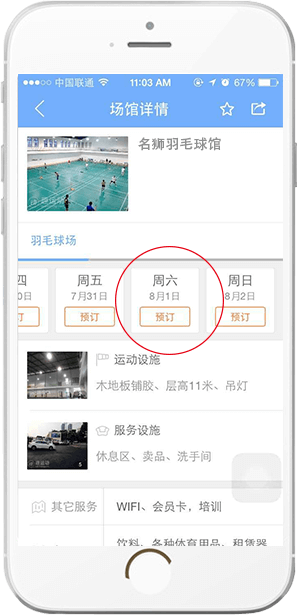 中国联通 11:03 AM 67%
场馆详情
名狮羽毛球馆
羽毛球场
四 周五 周六 周日
0日 7月31日 8月1日 8月2日
订 预订 预订 预订
运动设施
木地板铺胶、层高11米、吊灯
服务设施
休息区、卖品、洗手间
5
其它服务 WIFI、会员卡，培训
饮料、各种体育用品、租赁器